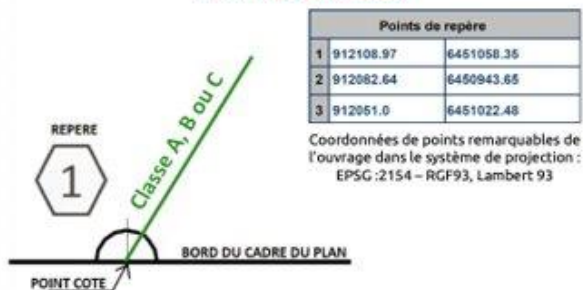 Points de repère
1 912108.97 6451058.35
2 912082.64 6450943.65
3 912051.0 6451022.48
Coordonnées de points remarquables de
l'ouvrage dans le système de projection :
EPSG :2154 – RGF93, Lambert 93
REPERE
1
Classe A, B ou C
BORD DU CADRE DU PLAN
POINT COTE